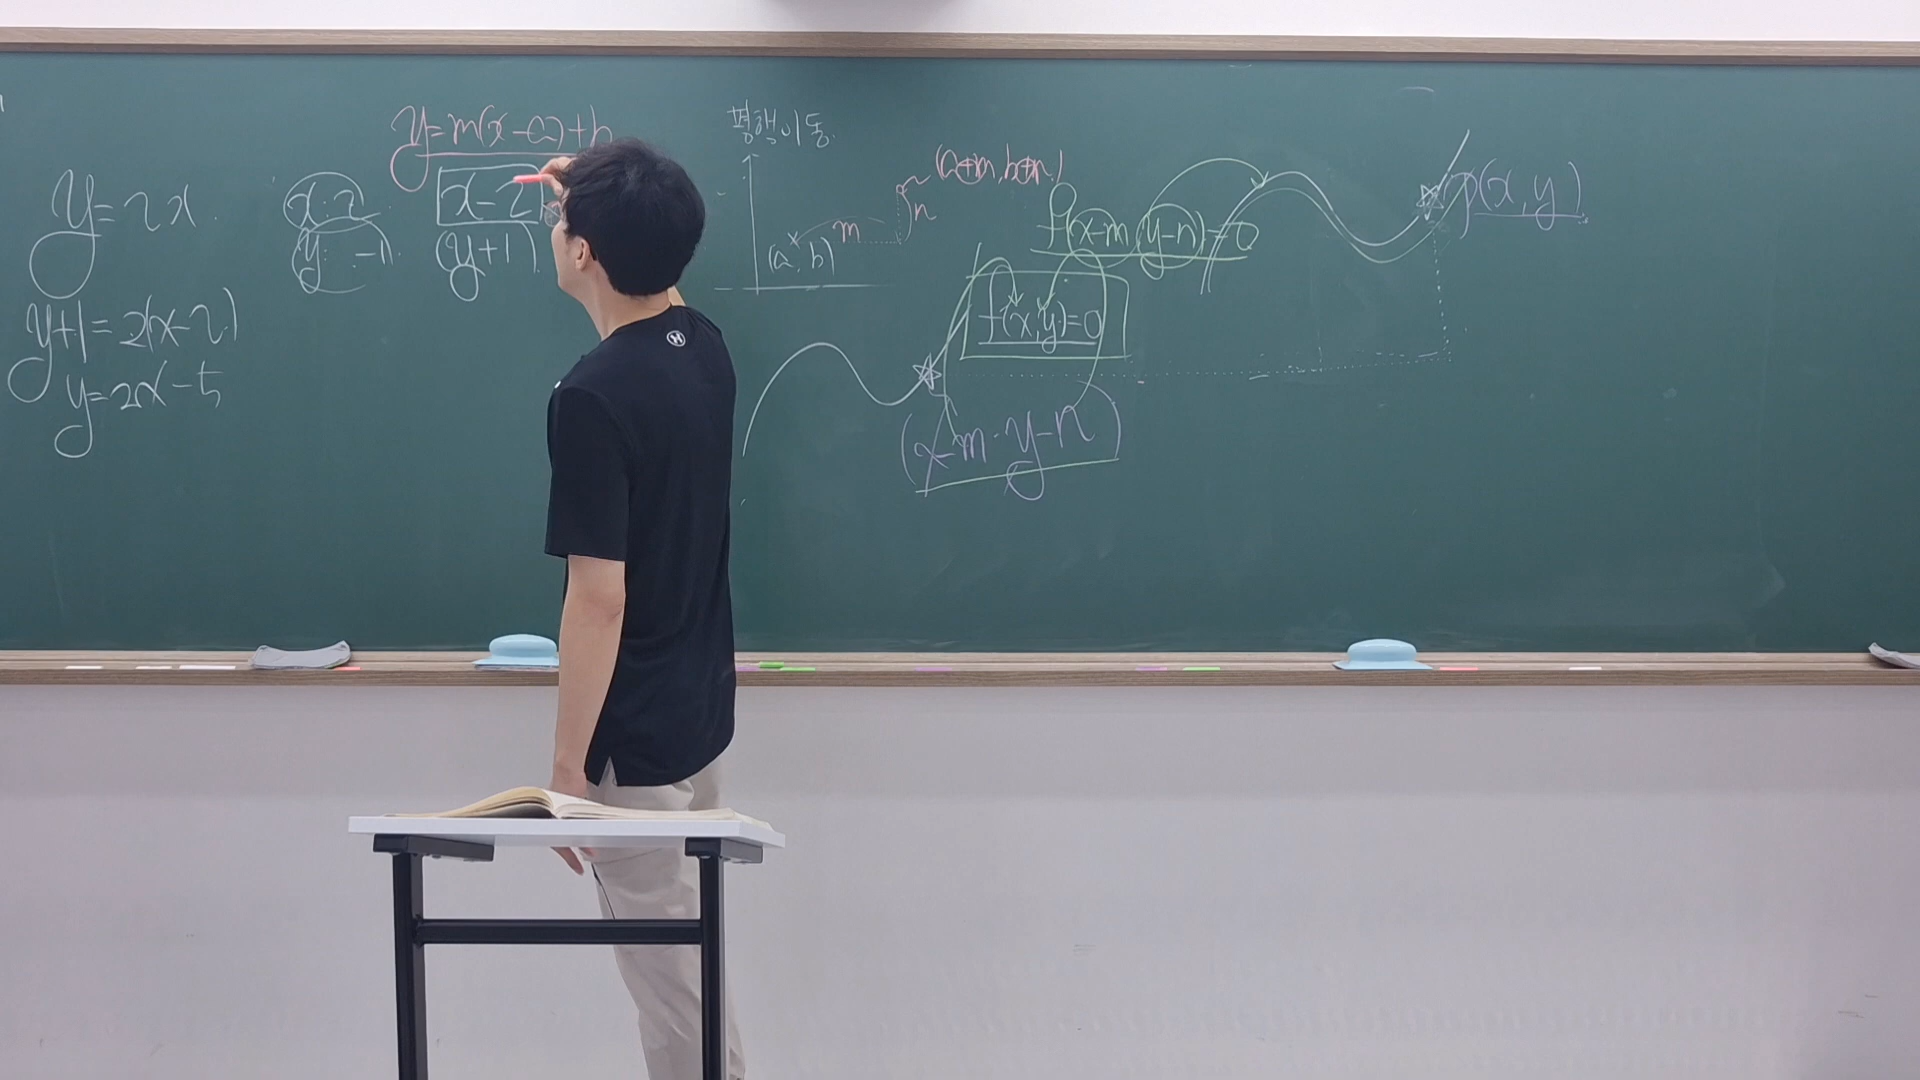 y=2x
y+1=2(x-2)
y=2x-5
x:2
y:-1
y=m(x-a)+b
x-2
(y+1)
평행이동
(a,b)
m
n
(a+m,b+n)
f(x-m,y-n)=0
f(x,y)=0
(x-m,y-n)
p(x,y)